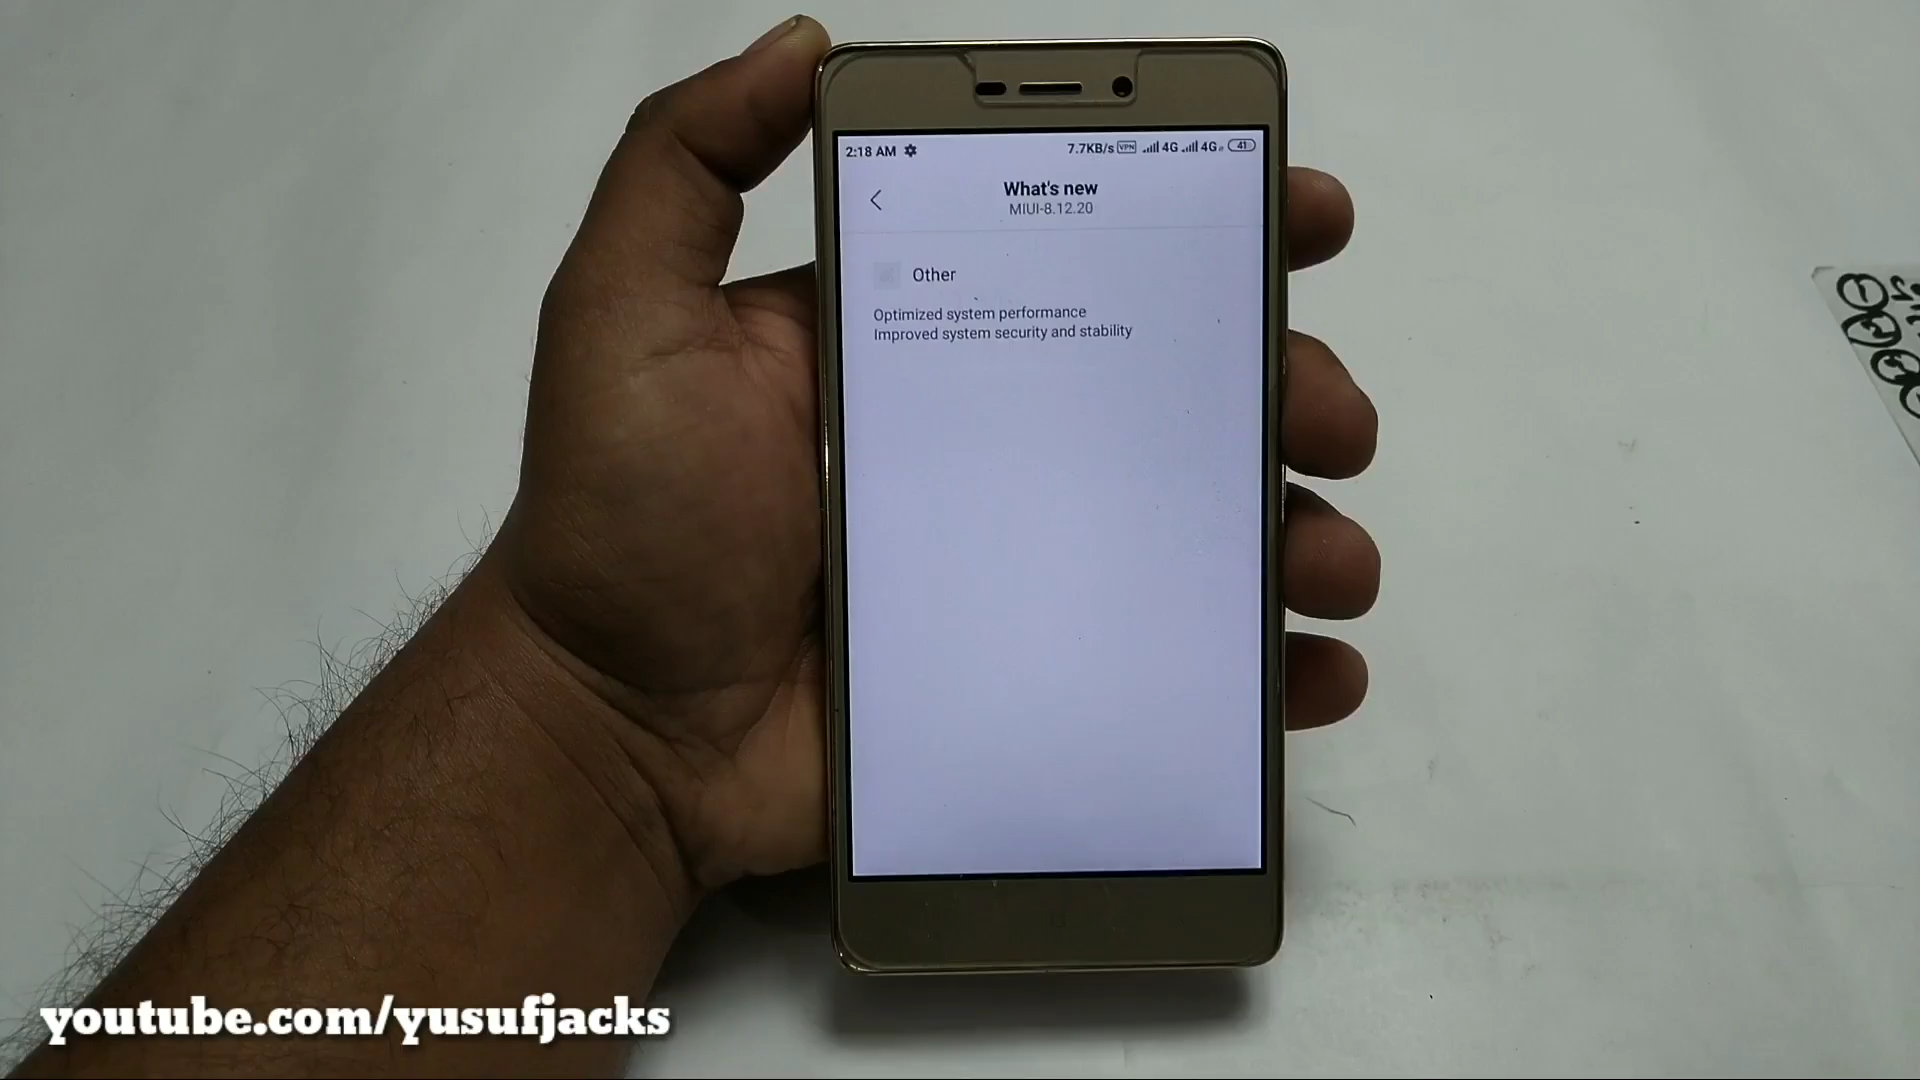 2:18 AM 7.7KB/s VPN 4G 4G 41
What's new
MIUI-8.12.20
Other
Optimized system performance
Improved system security and stability
youtube.com/yusufjacks